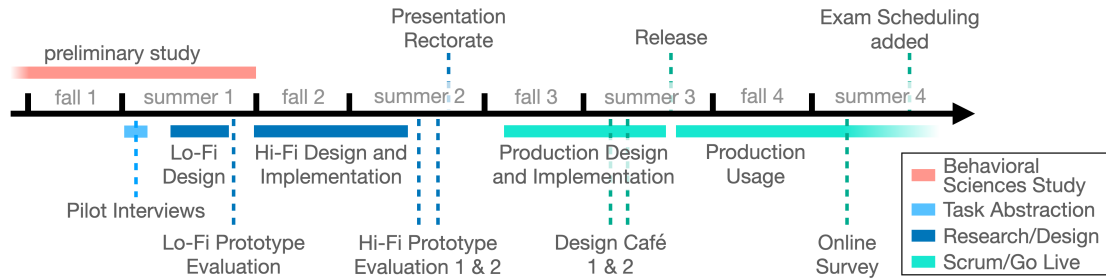 Presentation
Rectorate
Release
Exam Scheduling
added
preliminary study
fall 1
summer 1
fall 2
summer 2
fall 3
summer 3
fall 4
summer 4
Lo-Fi
Design
Hi-Fi Design and
Implementation
Production Design
and Implementation
Production
Usage
Pilot Interviews
Lo-Fi Prototype
Evaluation
Hi-Fi Prototype
Evaluation 1 & 2
Design Café
1 & 2
Online
Survey
Behavioral
Sciences Study
Task Abstraction
Research/Design
Scrum/Go Live